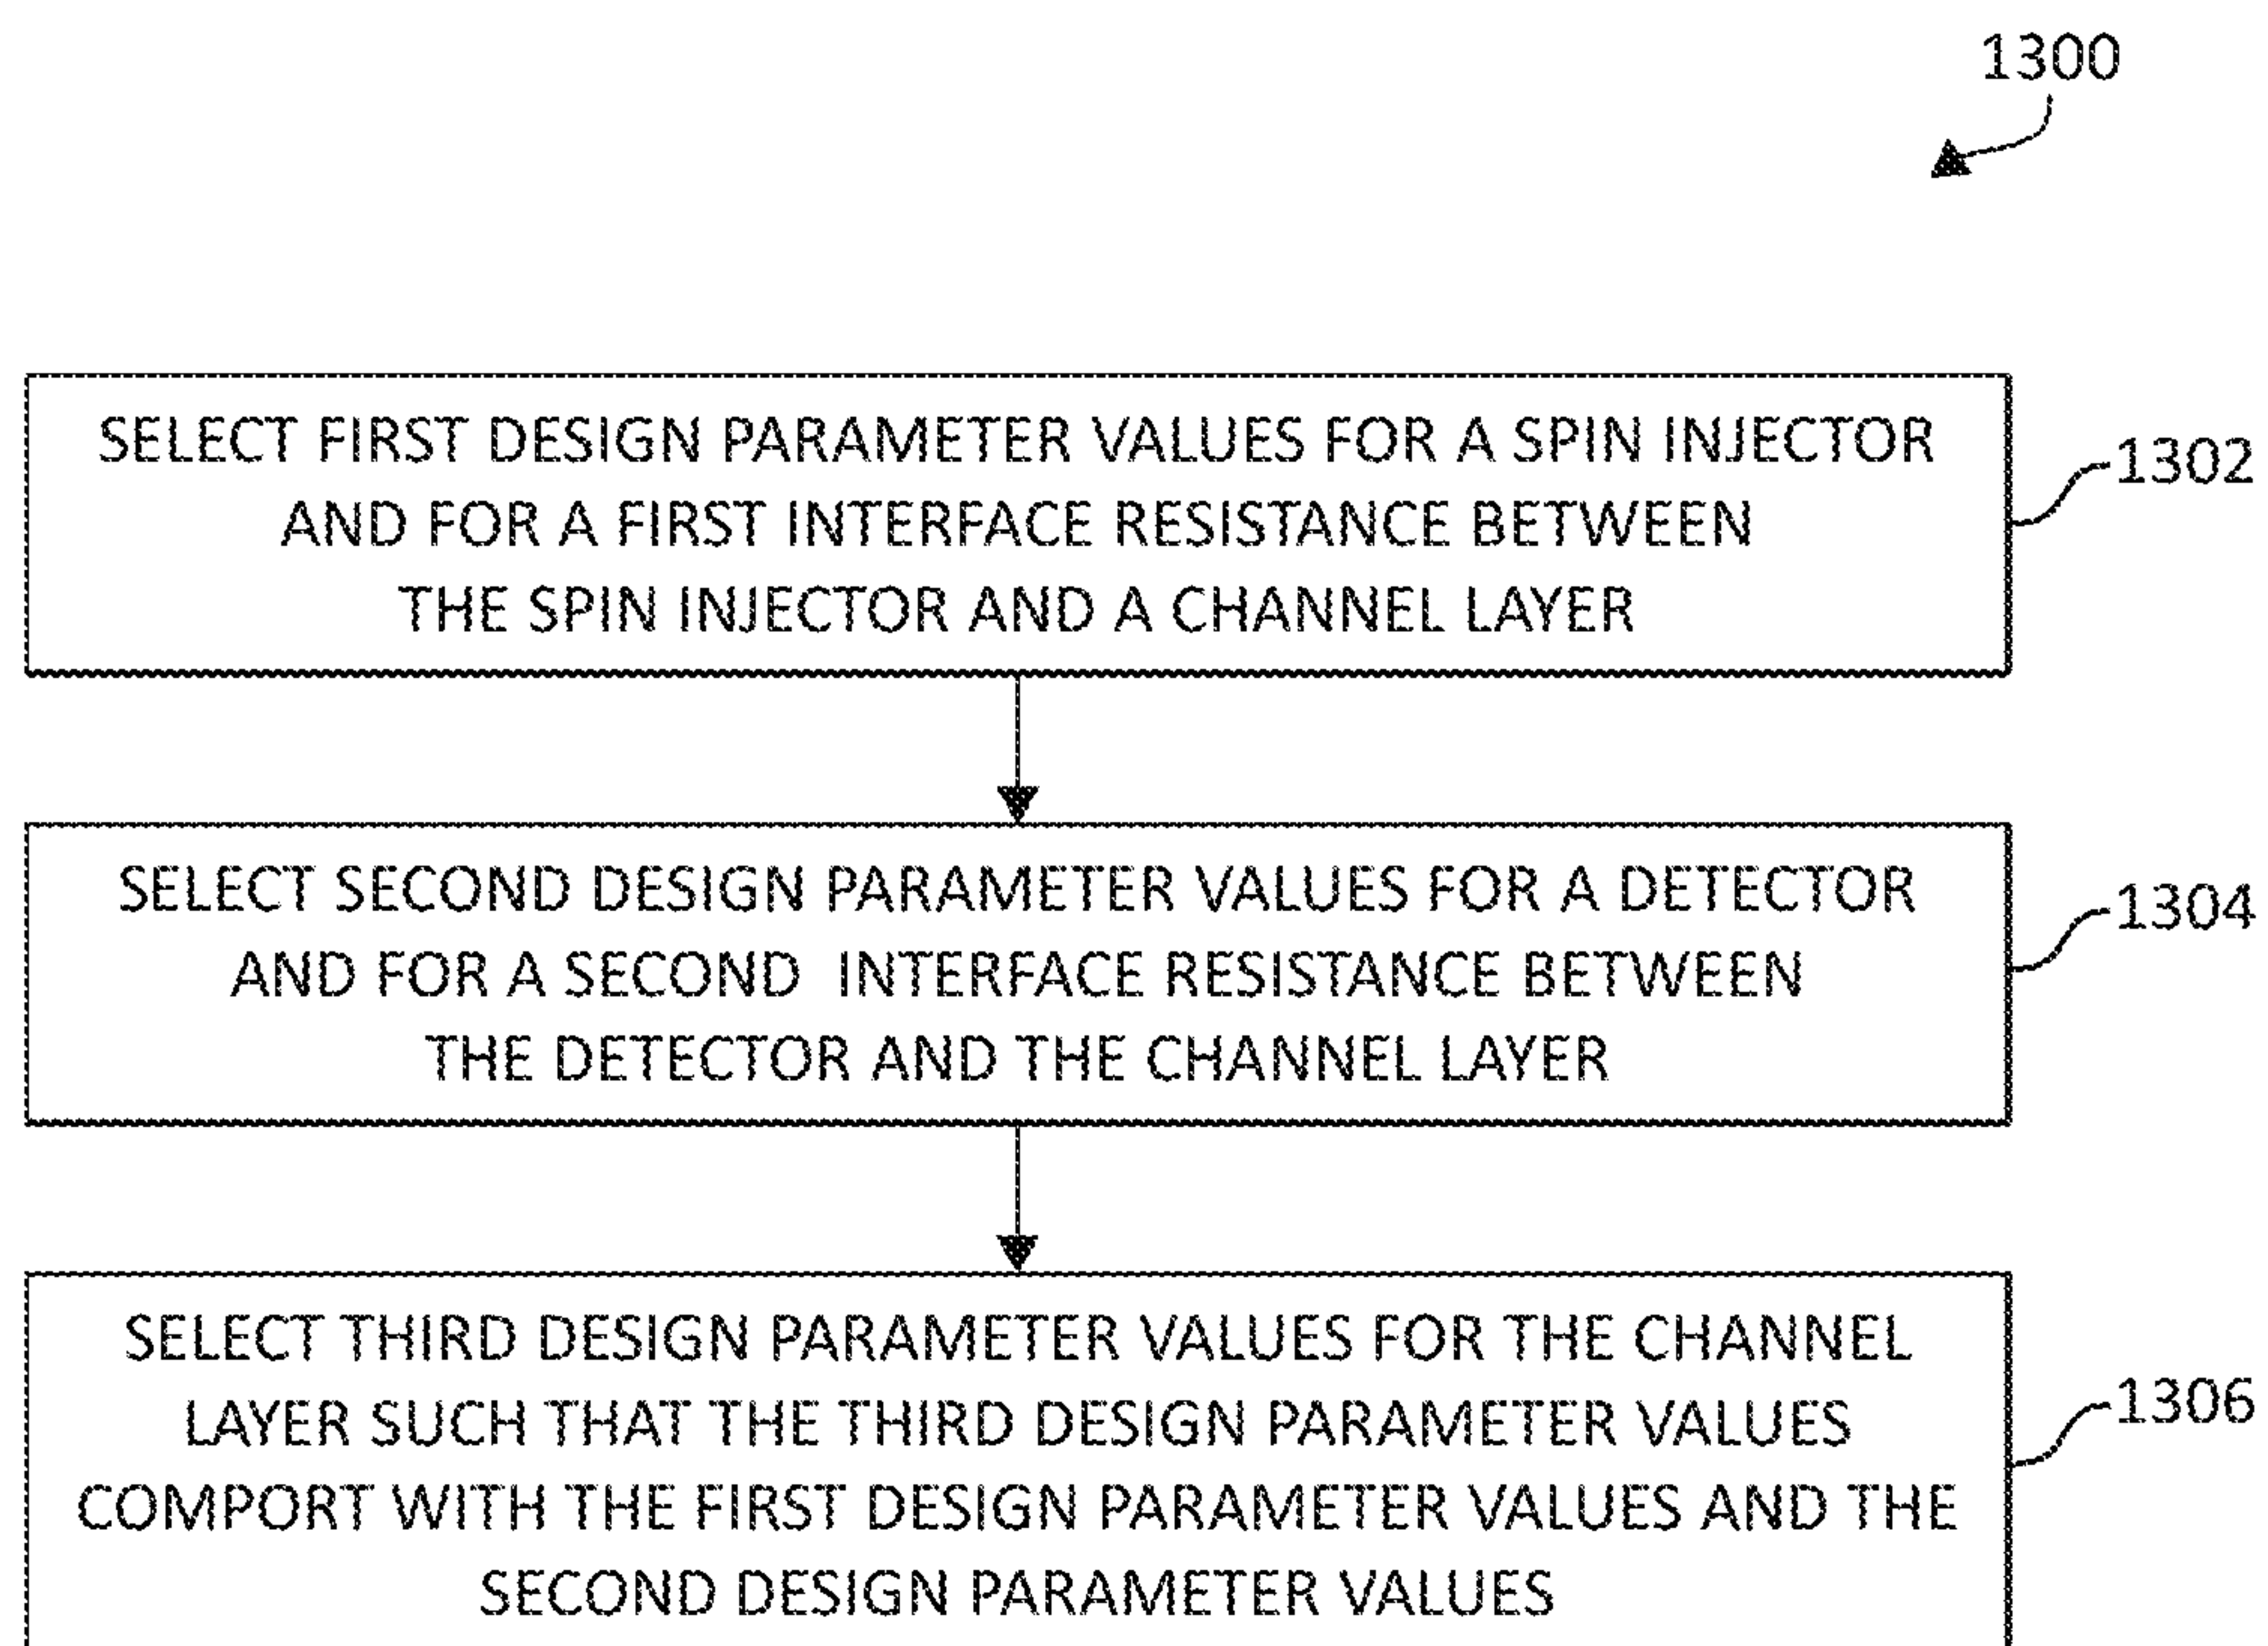 1300
SELECT FIRST DESIGN PARAMETER VALUES FOR A SPIN INJECTOR
AND FOR A FIRST INTERFACE RESISTANCE BETWEEN
THE SPIN INJECTOR AND A CHANNEL LAYER
1302
SELECT SECOND DESIGN PARAMETER VALUES FOR A DETECTOR
AND FOR A SECOND INTERFACE RESISTANCE BETWEEN
THE DETECTOR AND THE CHANNEL LAYER
1304
SELECT THIRD DESIGN PARAMETER VALUES FOR THE CHANNEL
LAYER SUCH THAT THE THIRD DESIGN PARAMETER VALUES
COMPORT WITH THE FIRST DESIGN PARAMETER VALUES AND THE
SECOND DESIGN PARAMETER VALUES
1306